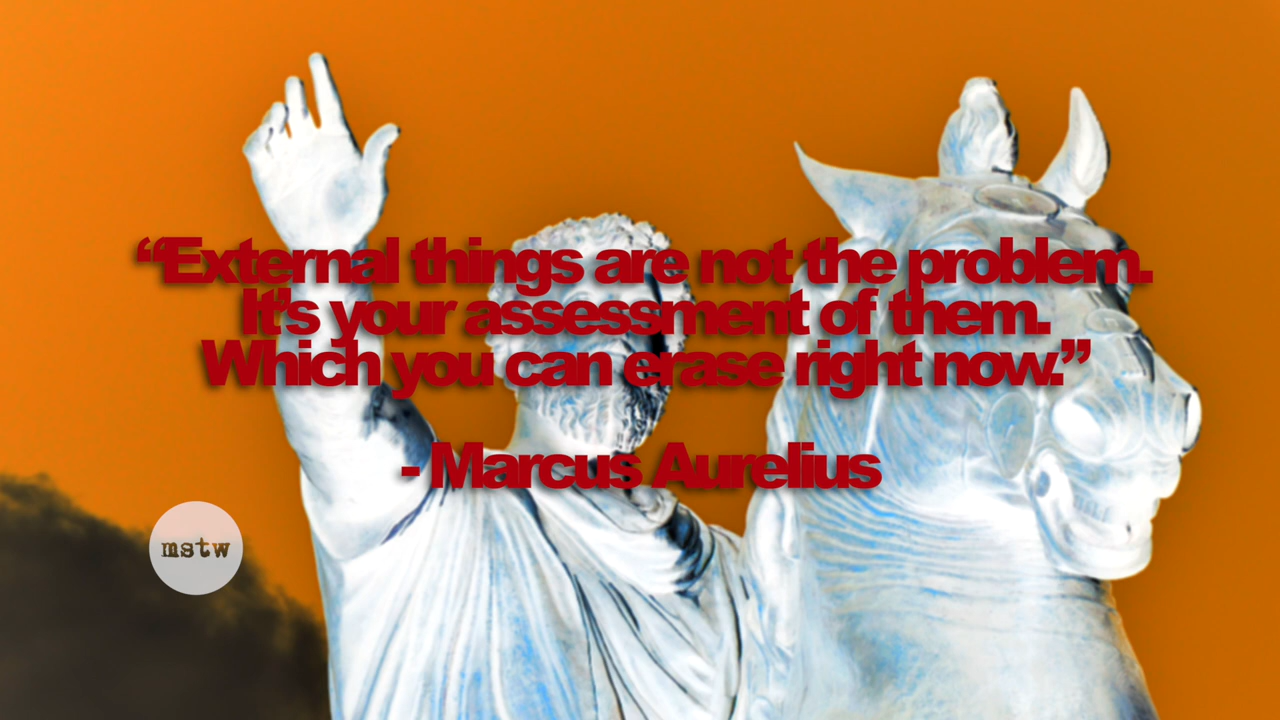 “External things are not the problem.
It’s your assessment of them.
Which you can erase right now.”
- Marcus Aurelius
mstw